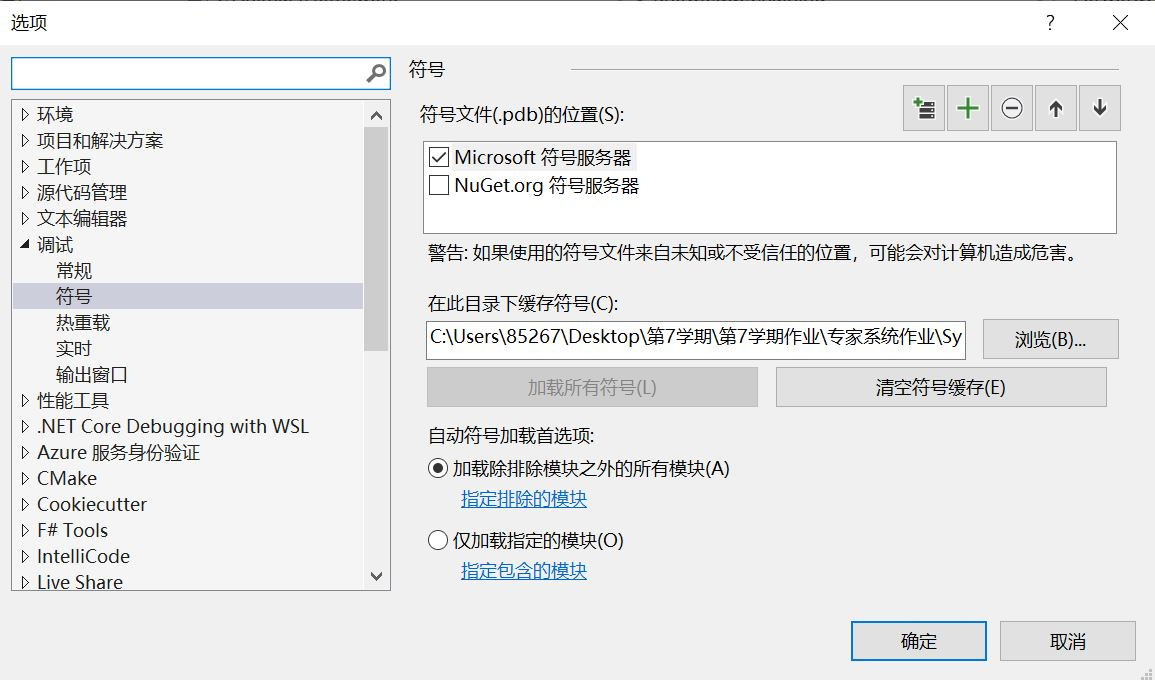 选项
?
符号
环境
项目和解决方案
工作项
源代码管理
文本编辑器
调试
常规
符号
热重载
实时
输出窗口
性能工具
.NET Core Debugging with WSL
Azure 服务身份验证
CMake
Cookiecutter
F# Tools
IntelliCode
Live Share
符号文件(.pdb)的位置(S):
Microsoft 符号服务器
NuGet.org 符号服务器
警告: 如果使用的符号文件来自未知或不受信任的位置，可能会对计算机造成危害。
在此目录下缓存符号(C):
C:\Users\85267\Desktop\第7学期\第7学期作业\专家系统作业\Sy
浏览(B)...
加载所有符号(L)
清空符号缓存(E)
自动符号加载首选项:
加载除排除模块之外的所有模块(A)
指定排除的模块
仅加载指定的模块(O)
指定包含的模块
确定
取消